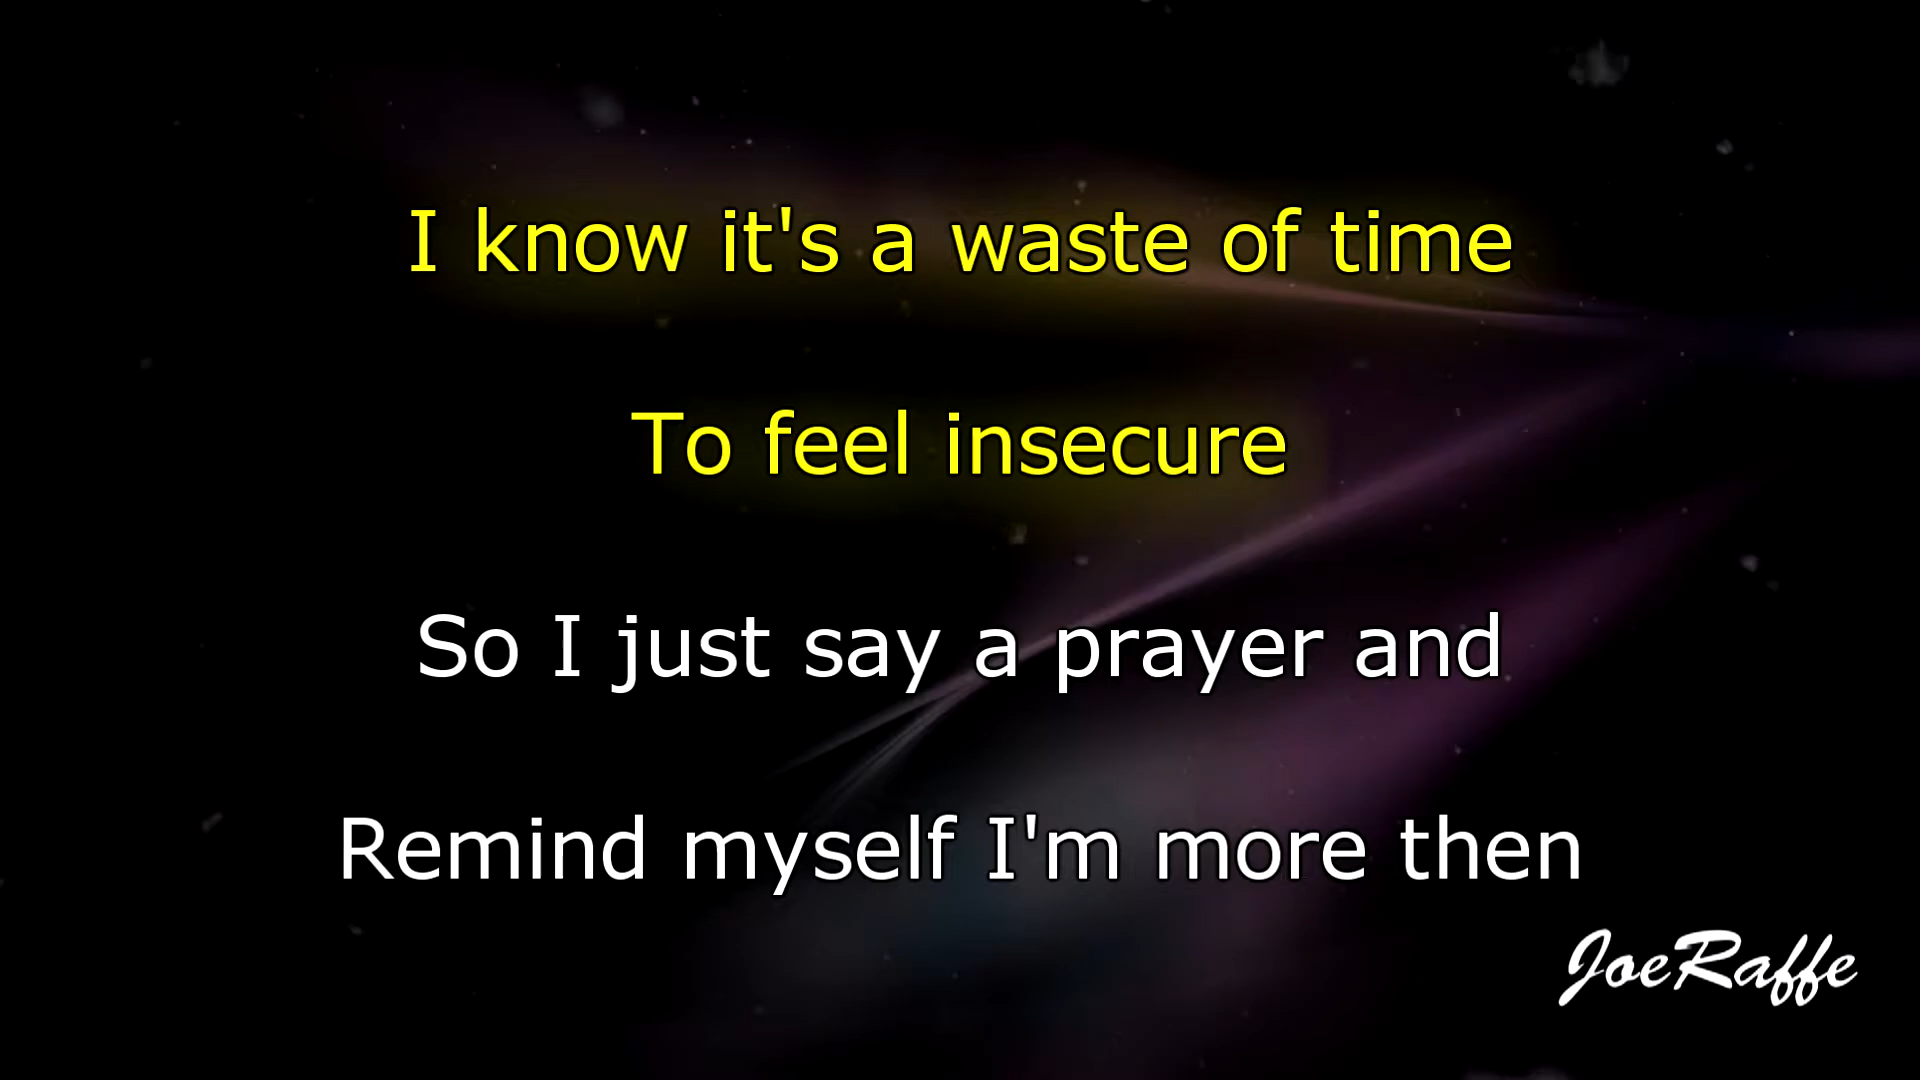 I know it's a waste of time
To feel insecure
So I just say a prayer and
Remind myself I'm more then
JoeRaffe